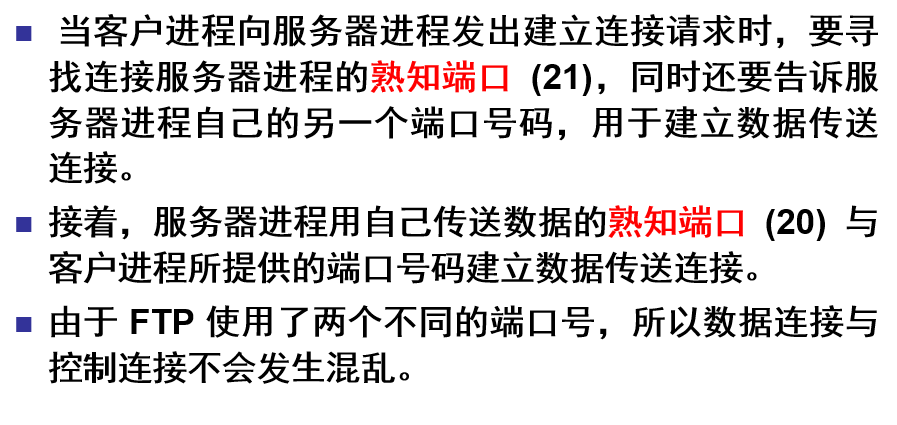 当客户进程向服务器进程发出建立连接请求时，要寻
找连接服务器进程的熟知端口 (21)，同时还要告诉服
务器进程自己的另一个端口号码，用于建立数据传送
连接。
接着，服务器进程用自己传送数据的熟知端口 (20) 与
客户进程所提供的端口号码建立数据传送连接。
由于 FTP 使用了两个不同的端口号，所以数据连接与
控制连接不会发生混乱。